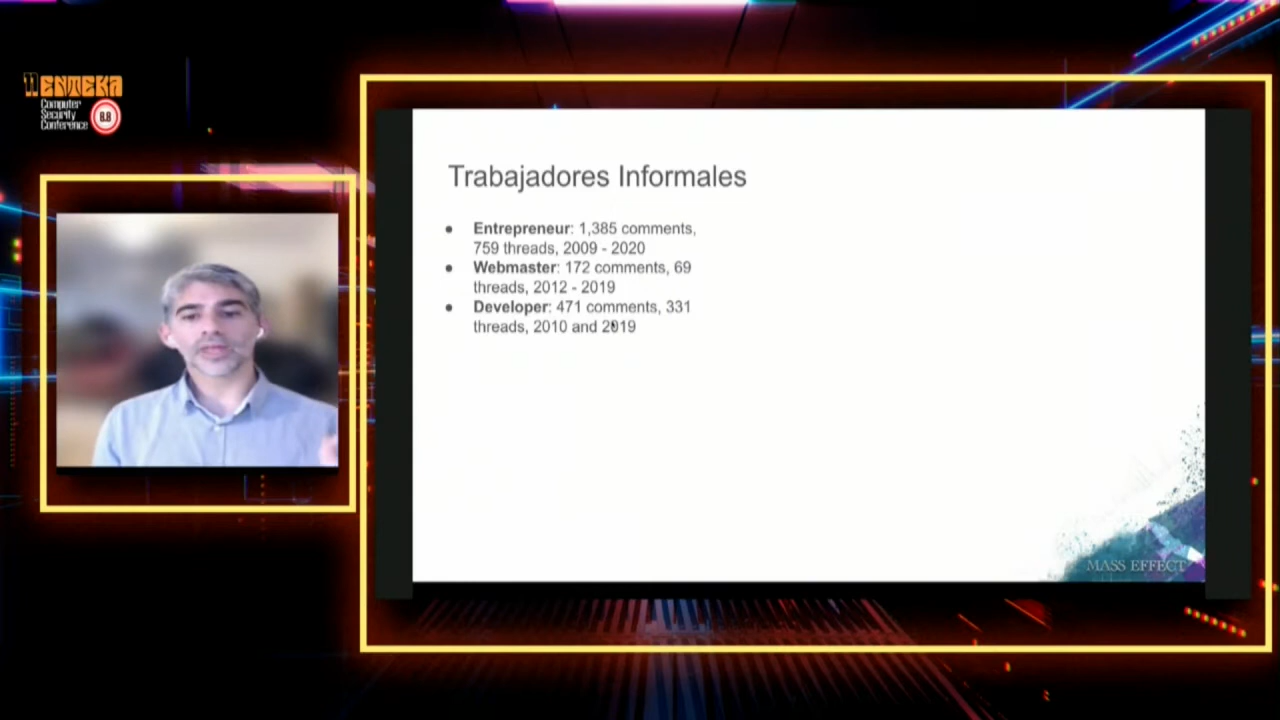 11ENTEKA
Computer
Security
Conference
8.8
Trabajadores Informales
• Entrepreneur: 1,385 comments,
759 threads, 2009 - 2020
• Webmaster: 172 comments, 69
threads, 2012 - 2019
• Developer: 471 comments, 331
threads, 2010 and 2019
MASS EFFECT